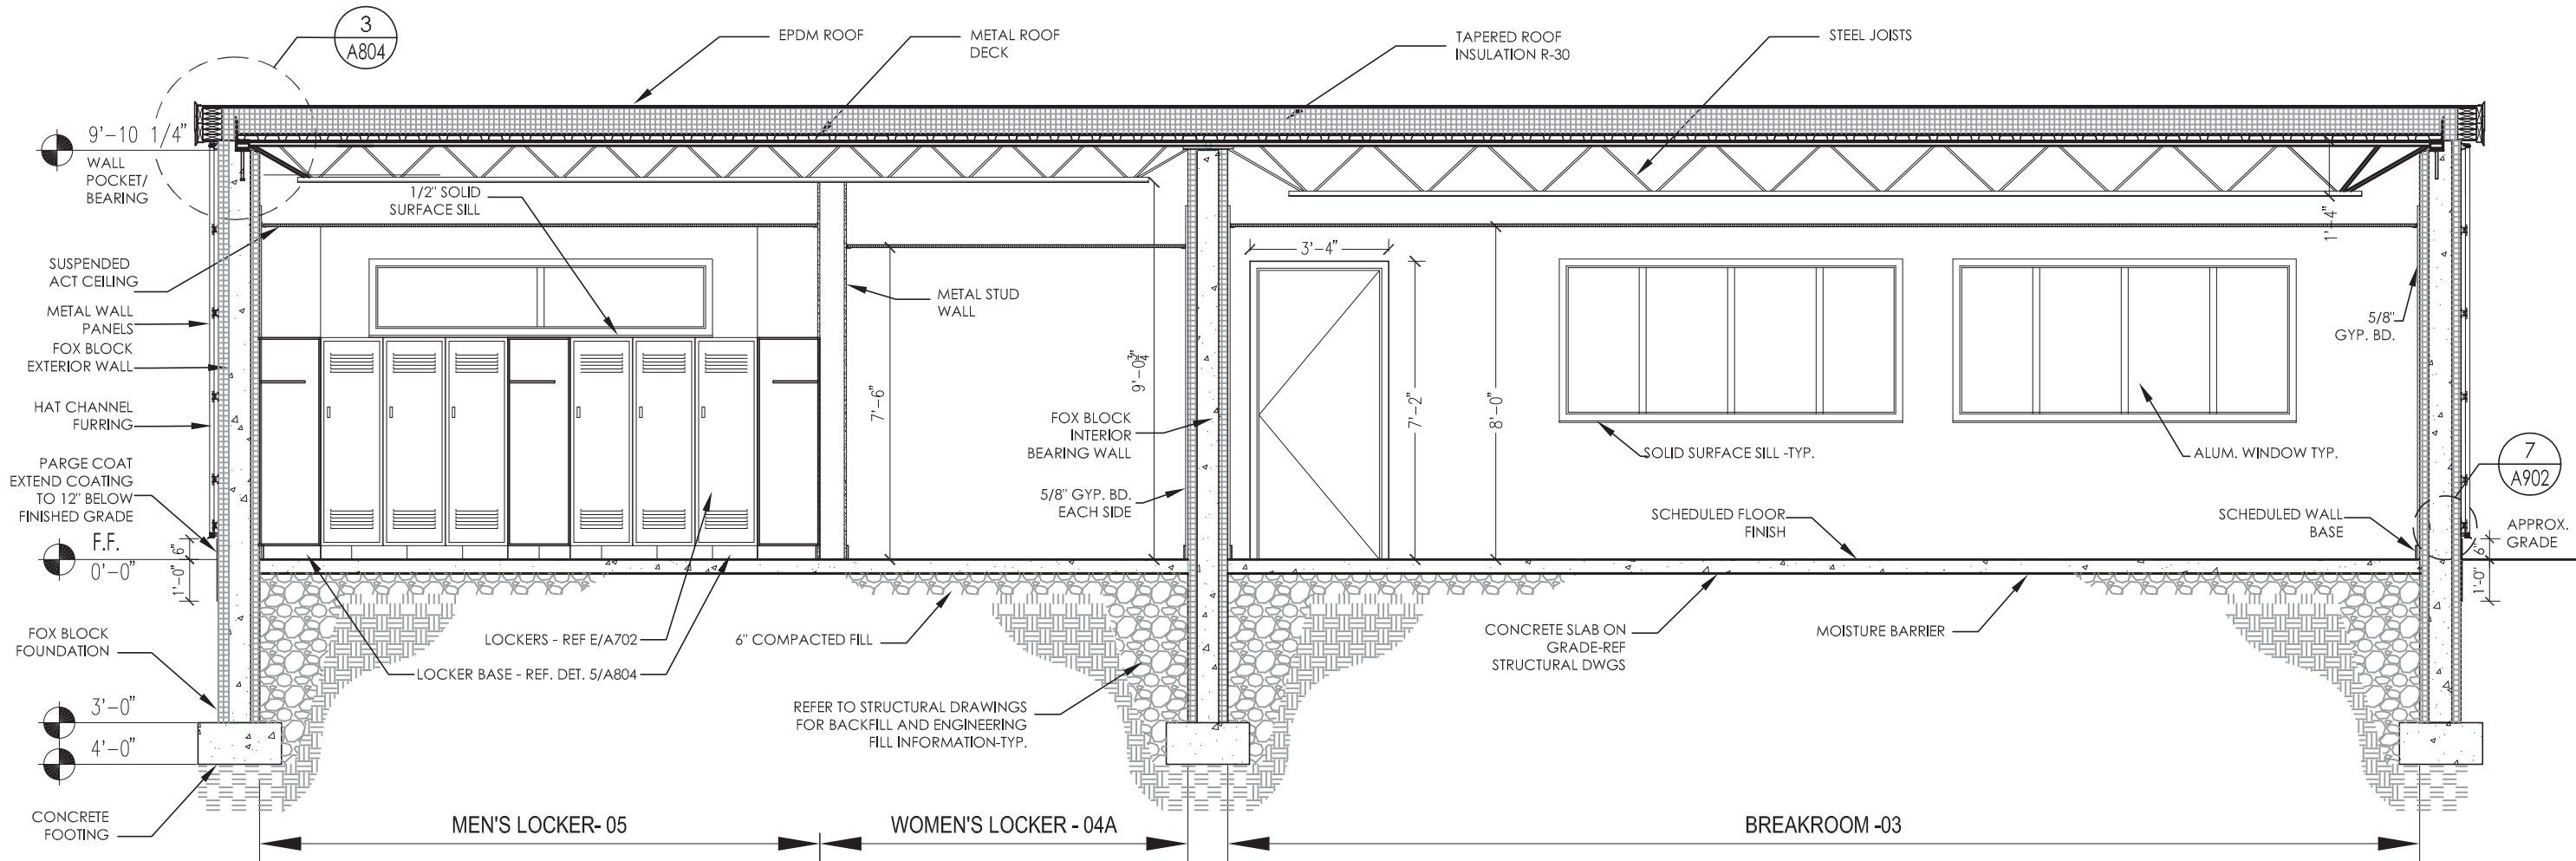 3
A804
EPDM ROOF
METAL ROOF
DECK
TAPERED ROOF
INSULATION R-30
STEEL JOISTS
9'-10 1/4"
WALL
POCKET/
BEARING
1/2" SOLID
SURFACE SILL
1'-4"
3'-4"
SUSPENDED
ACT CEILING
METAL WALL
PANELS
FOX BLOCK
EXTERIOR WALL
HAT CHANNEL
FURRING
PARGE COAT
EXTEND COATING
TO 12" BELOW
FINISHED GRADE
METAL STUD
WALL
7'-6"
9'-0 3/4"
FOX BLOCK
INTERIOR
BEARING WALL
5/8" GYP. BD.
EACH SIDE
7'-2"
8'-0"
5/8"
GYP. BD.
SOLID SURFACE SILL -TYP.
ALUM. WINDOW TYP.
7
A902
SCHEDULED FLOOR
FINISH
SCHEDULED WALL
BASE
APPROX.
GRADE
F.F.
0'-0"
6"
1'-0"
6"
1'-0"
FOX BLOCK
FOUNDATION
LOCKERS - REF E/A702
LOCKER BASE - REF. DET. 5/A804
6" COMPACTED FILL
CONCRETE SLAB ON
GRADE-REF
STRUCTURAL DWGS
MOISTURE BARRIER
REFER TO STRUCTURAL DRAWINGS
FOR BACKFILL AND ENGINEERING
FILL INFORMATION-TYP.
3'-0"
4'-0"
CONCRETE
FOOTING
MEN'S LOCKER- 05
WOMEN'S LOCKER - 04A
BREAKROOM -03